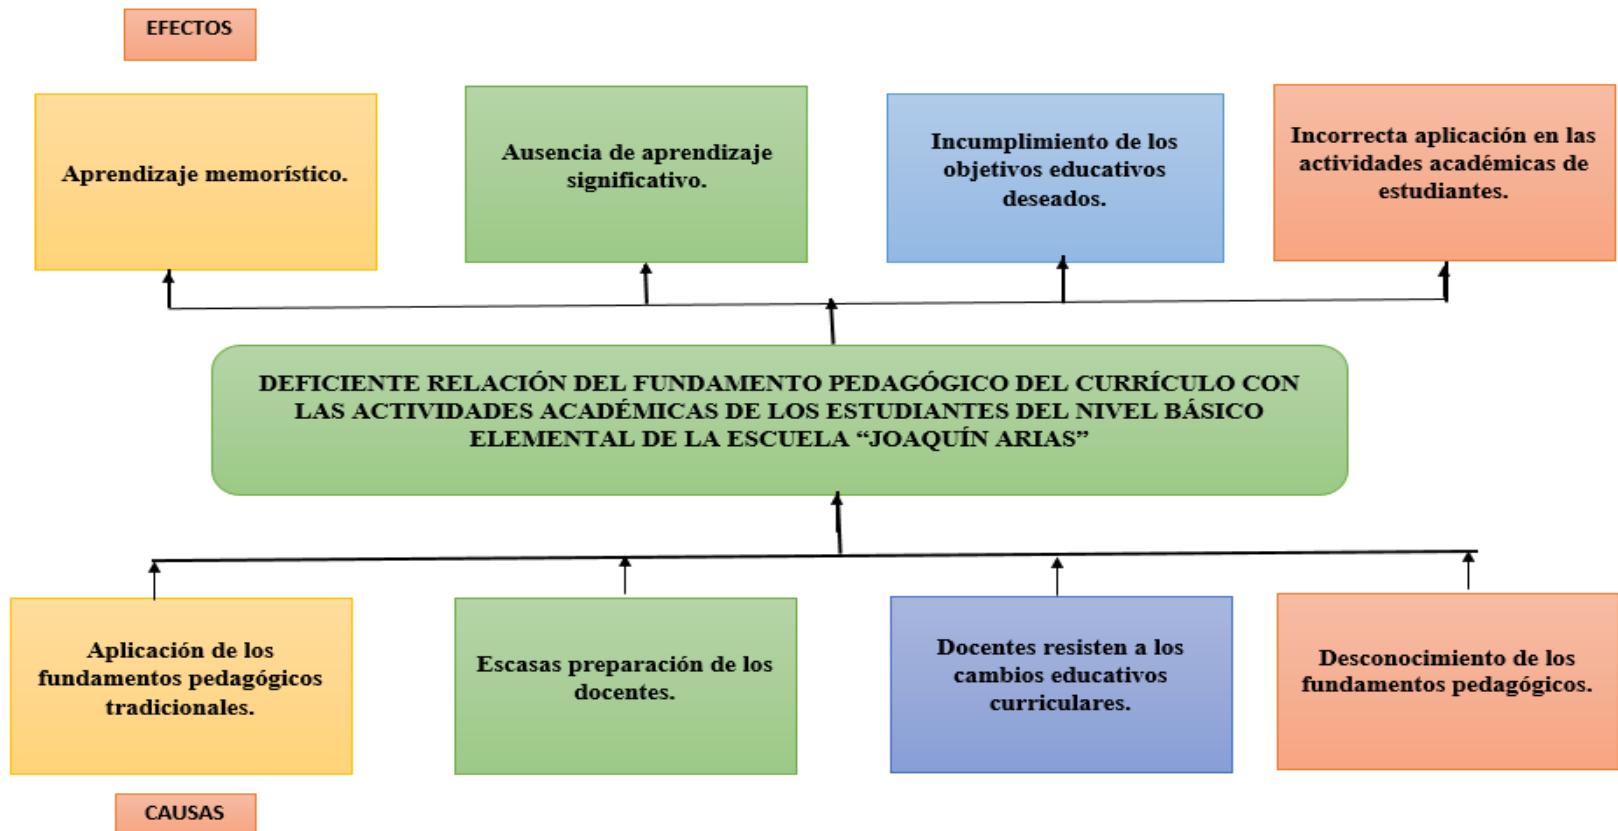 EFECTOS
Aprendizaje memorístico.
Ausencia de aprendizaje
significativo.
Incumplimiento de los
objetivos educativos
deseados.
Incorrecta aplicación en las
actividades académicas de
estudiantes.
DEFICIENTE RELACIÓN DEL FUNDAMENTO PEDAGÓGICO DEL CURRÍCULO CON
LAS ACTIVIDADES ACADÉMICAS DE LOS ESTUDIANTES DEL NIVEL BÁSICO
ELEMENTAL DE LA ESCUELA “JOAQUÍN ARIAS”
Aplicación de los
fundamentos pedagógicos
tradicionales.
Escasas preparación de los
docentes.
Docentes resisten a los
cambios educativos
curriculares.
Desconocimiento de los
fundamentos pedagógicos.
CAUSAS